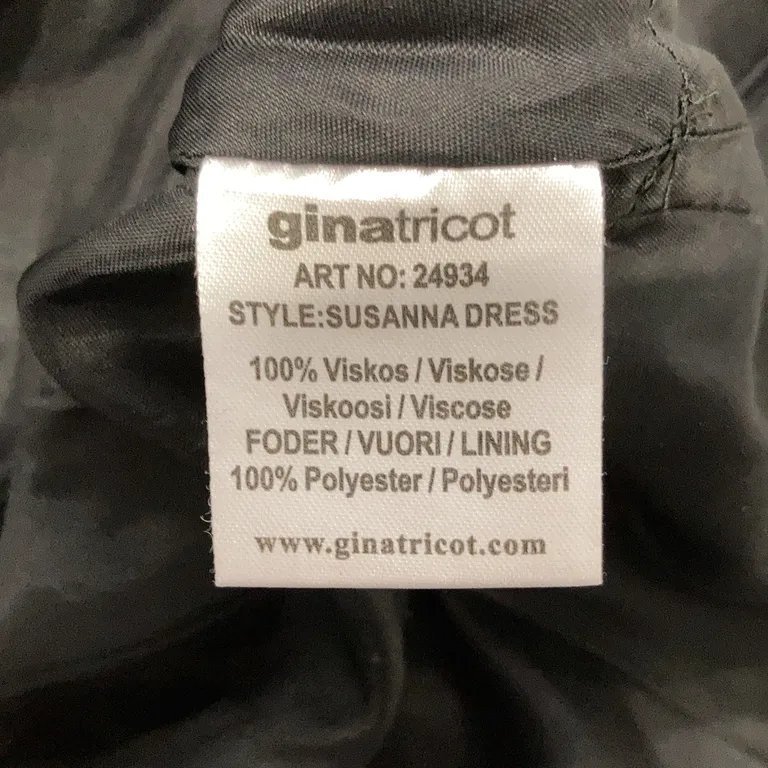 ginatricot
ART NO: 24934
STYLE:SUSANNA DRESS
100% Viskos / Viskose /
Viskoosi / Viscose
FODER / VUORI / LINING
100% Polyester / Polyesteri
www.ginatricot.com